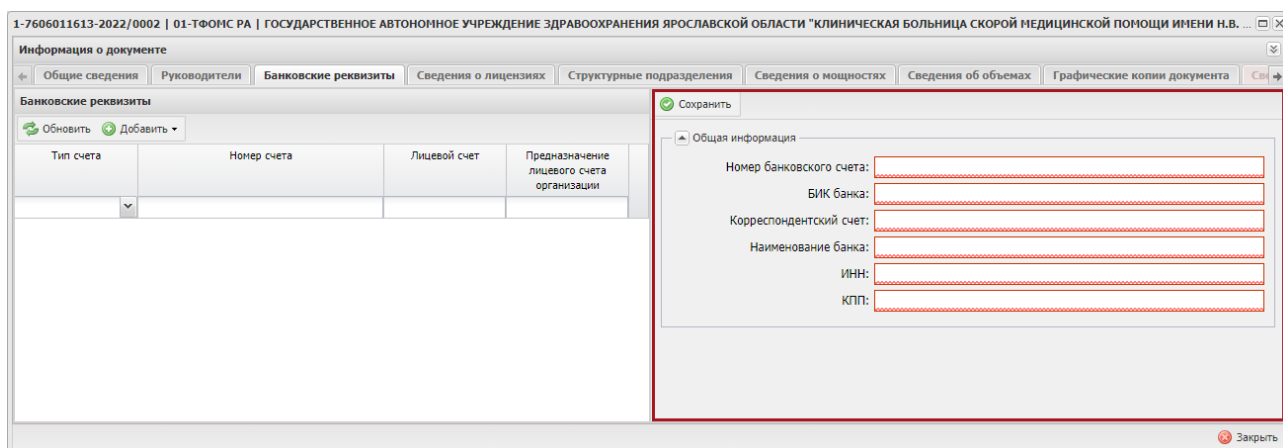 1-7606011613-2022/0002 | 01-ТФОМС РА | ГОСУДАРСТВЕННОЕ АВТОНОМНОЕ УЧРЕЖДЕНИЕ ЗДРАВООХРАНЕНИЯ ЯРОСЛАВСКОЙ ОБЛАСТИ "КЛИНИЧЕСКАЯ БОЛЬНИЦА СКОРОЙ МЕДИЦИНСКОЙ ПОМОЩИ ИМЕНИ Н.В. ...
Информация о документе
Общие сведения Руководители Банковские реквизиты Сведения о лицензиях Структурные подразделения Сведения о мощностях Сведения об объемах Графические копии документа
Банковские реквизиты
Обновить Добавить
Тип счета Номер счета Лицевой счет Предназначение
лицевого счета
организации
Сохранить
Общая информация
Номер банковского счета:
БИК банка:
Корреспондентский счет:
Наименование банка:
ИНН:
КПП:
Закрыть